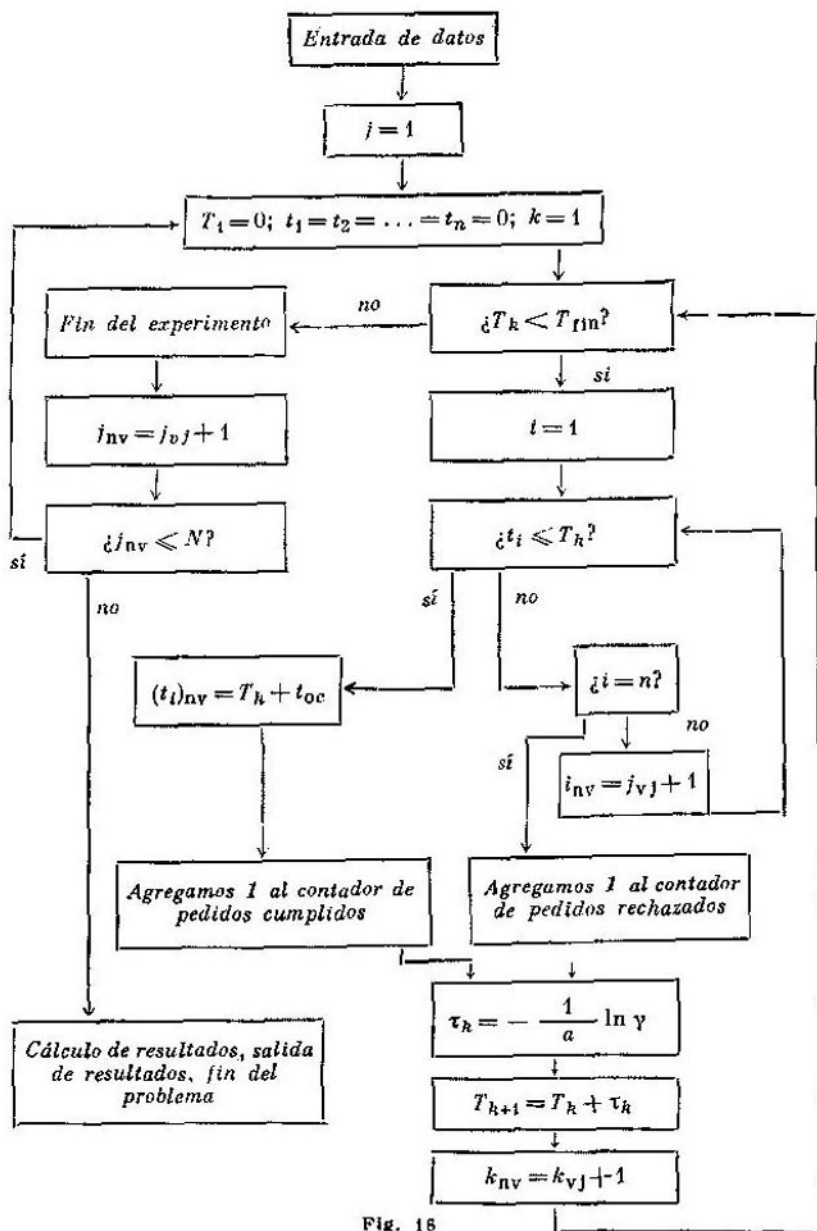 Entrada de datos
j = 1
T₁ = 0; t₁ = t₂ = ... = tₙ = 0; k = 1
Fin del experimento
no
¿Tₖ < T_fin?
si
j_nv = j_vj + 1
i = 1
¿j_nv ⩽ N?
¿tᵢ ⩽ Tₖ?
sí
no
sí
no
(tᵢ)_nv = Tₖ + t_oc
¿i = n?
no
sí
i_nv = j_vj + 1
Agregamos 1 al contador de
pedidos cumplidos
Agregamos 1 al contador
de pedidos rechazados
τₖ = − 1/a ln γ
Cálculo de resultados, salida
de resultados, fin del
problema
Tₖ₊₁ = Tₖ + τₖ
k_nv = k_vj + 1
Fig. 18